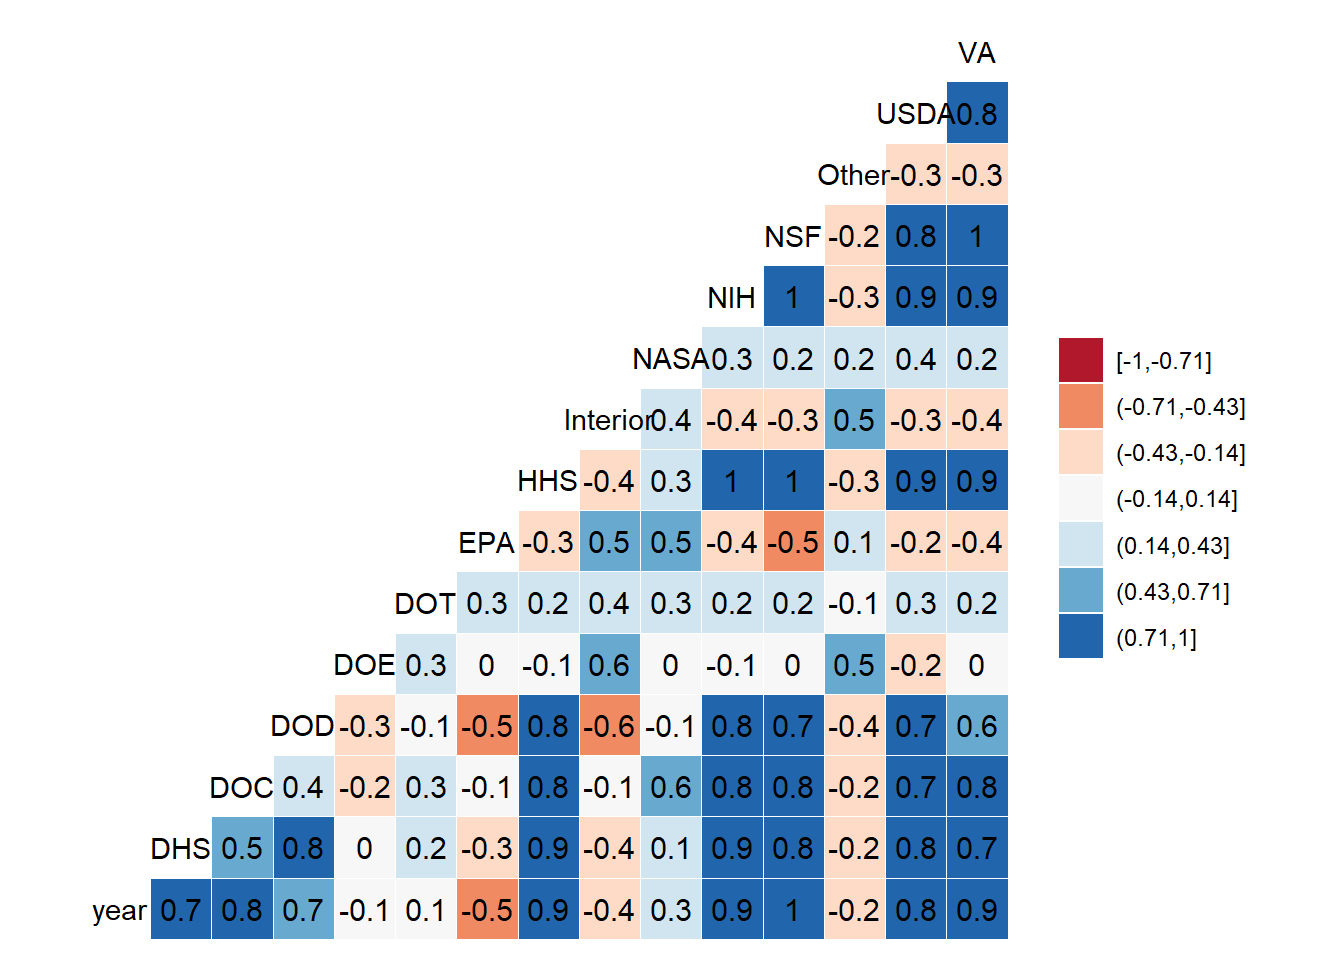 VA
USDA 0.8
Other -0.3 -0.3
NSF -0.2 0.8 1
NIH 1 -0.3 0.9 0.9
NASA 0.3 0.2 0.2 0.4 0.2
Interior 0.4 -0.4 -0.3 0.5 -0.3 -0.4
HHS -0.4 0.3 1 1 -0.3 0.9 0.9
EPA -0.3 0.5 0.5 -0.4 -0.5 0.1 -0.2 -0.4
DOT 0.3 0.2 0.4 0.3 0.2 0.2 -0.1 0.3 0.2
DOE 0.3 0 -0.1 0.6 0 -0.1 0 0.5 -0.2 0
DOD -0.3 -0.1 -0.5 0.8 -0.6 -0.1 0.8 0.7 -0.4 0.7 0.6
DOC 0.4 -0.2 0.3 -0.1 0.8 -0.1 0.6 0.8 0.8 -0.2 0.7 0.8
DHS 0.5 0.8 0 0.2 -0.3 0.9 -0.4 0.1 0.9 0.8 -0.2 0.8 0.7
year 0.7 0.8 0.7 -0.1 0.1 -0.5 0.9 -0.4 0.3 0.9 1 -0.2 0.8 0.9
[-1,-0.71]
(-0.71,-0.43]
(-0.43,-0.14]
(-0.14,0.14]
(0.14,0.43]
(0.43,0.71]
(0.71,1]